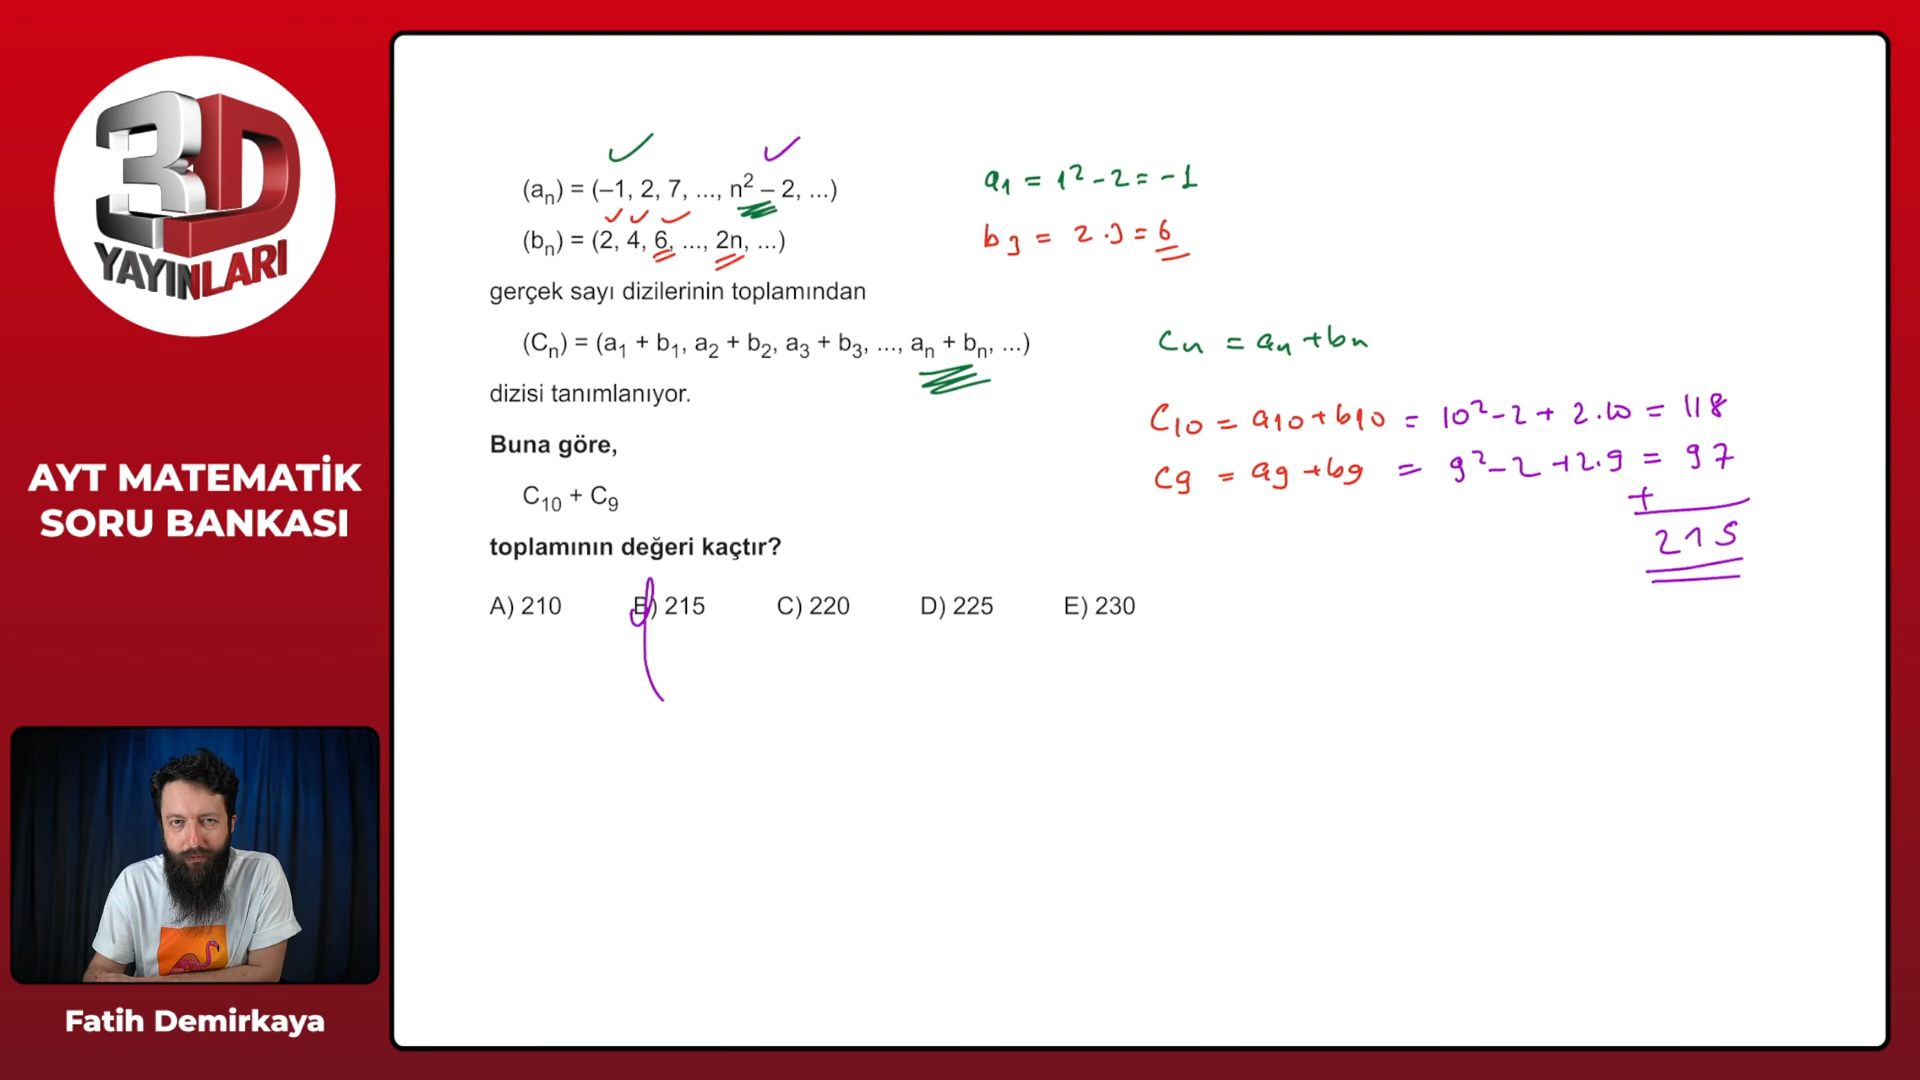 3D
YAYINLARI
AYT MATEMATİK
SORU BANKASI
Fatih Demirkaya
(aₙ) = (–1, 2, 7, ..., n² – 2, ...)
(bₙ) = (2, 4, 6, ..., 2n, ...)
gerçek sayı dizilerinin toplamından
(Cₙ) = (a₁ + b₁, a₂ + b₂, a₃ + b₃, ..., aₙ + bₙ, ...)
dizisi tanımlanıyor.
Buna göre,
C₁₀ + C₉
toplamının değeri kaçtır?
A) 210 B) 215 C) 220 D) 225 E) 230
a₁ = 1² - 2 = -1
b₃ = 2.3 = 6
cₙ = aₙ + bₙ
C₁₀ = a₁₀ + b₁₀ = 10² - 2 + 2.10 = 118
C₉ = a₉ + b₉ = 9² - 2 + 2.9 = 97
+
215